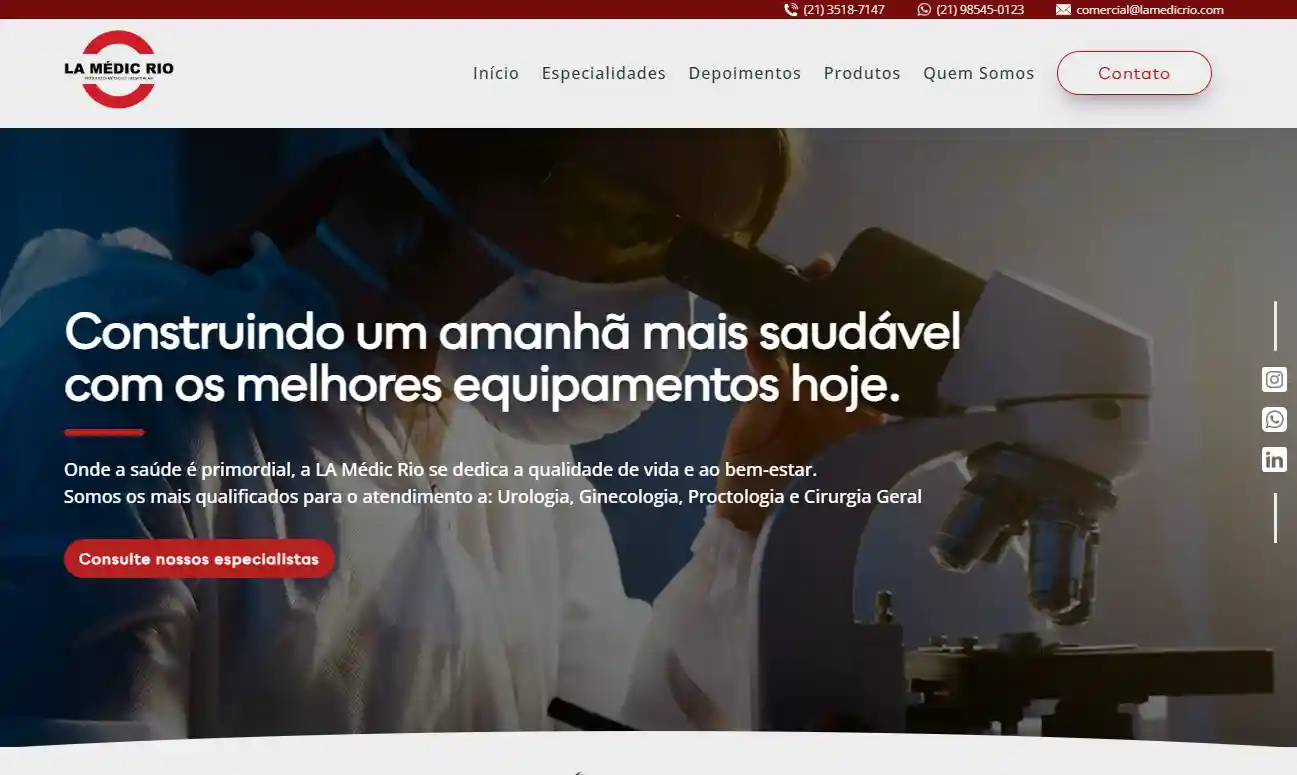 (21) 3518-7147 (21) 98545-0123 comercial@lamedicrio.com
LA MÉDIC RIO
Início Especialidades Depoimentos Produtos Quem Somos Contato
Construindo um amanhã mais saudável
com os melhores equipamentos hoje.
Onde a saúde é primordial, a LA Médic Rio se dedica a qualidade de vida e ao bem-estar.
Somos os mais qualificados para o atendimento a: Urologia, Ginecologia, Proctologia e Cirurgia Geral
Consulte nossos especialistas